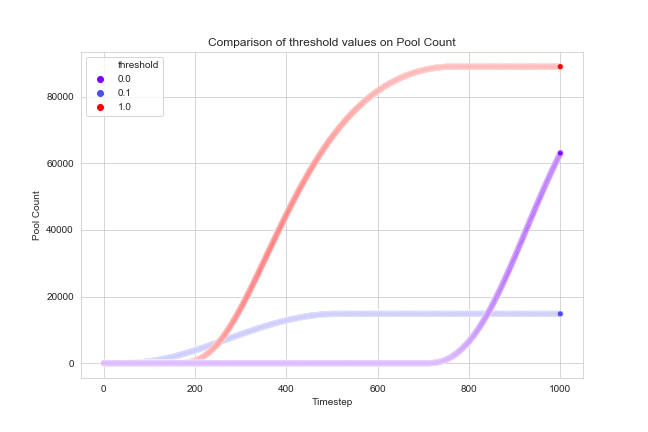 Comparison of threshold values on Pool Count
threshold
0.0
0.1
1.0
80000
60000
40000
20000
0
Pool Count
0 200 400 600 800 1000
Timestep